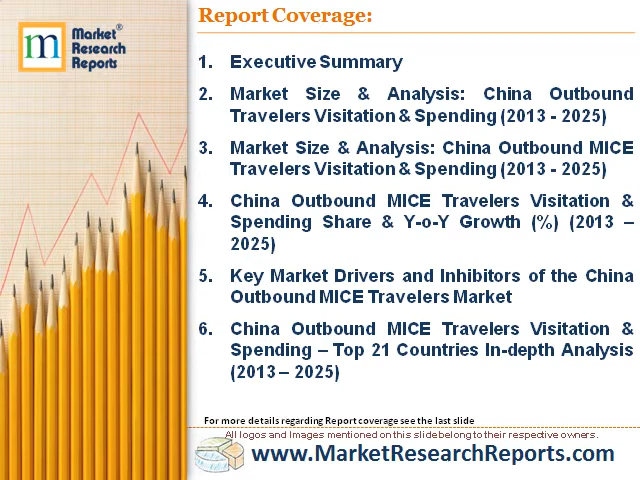 Report Coverage:
m
Market®
Research
Reports
1. Executive Summary
2. Market Size & Analysis: China Outbound
Travelers Visitation & Spending (2013 - 2025)
3. Market Size & Analysis: China Outbound MICE
Travelers Visitation & Spending (2013 - 2025)
4. China Outbound MICE Travelers Visitation &
Spending Share & Y-o-Y Growth (%) (2013 –
2025)
5. Key Market Drivers and Inhibitors of the China
Outbound MICE Travelers Market
6. China Outbound MICE Travelers Visitation &
Spending – Top 21 Countries In-depth Analysis
(2013 – 2025)
For more details regarding Report coverage see the last slide
All logos and Images mentioned on this slide belong to their respective owners.
www.MarketResearchReports.com